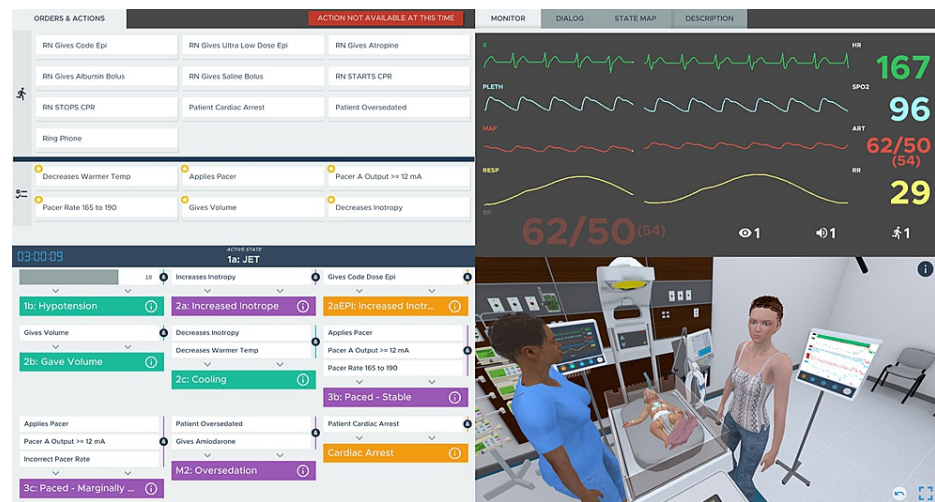 ORDERS & ACTIONS
ACTION NOT AVAILABLE AT THIS TIME
RN Gives Code Epi
RN Gives Ultra Low Dose Epi
RN Gives Atropine
RN Gives Albumin Bolus
RN Gives Saline Bolus
RN STARTS CPR
RN STOPS CPR
Patient Cardiac Arrest
Patient Oversedated
Ring Phone
Decreases Warmer Temp
Applies Pacer
Pacer A Output >= 12 mA
Pacer Rate 165 to 190
Gives Volume
Decreases Inotropy
03:00:09
ACTIVE STATE
1a: JET
18
Increases Inotropy
Gives Code Dose Epi
1b: Hypotension
2a: Increased Inotrope
2aEPI: Increased Inotr...
Gives Volume
2b: Gave Volume
Decreases Inotropy
Decreases Warmer Temp
2c: Cooling
Applies Pacer
Pacer A Output >= 12 mA
Pacer Rate 165 to 190
3b: Paced - Stable
Applies Pacer
Pacer A Output >= 12 mA
Incorrect Pacer Rate
3c: Paced - Marginally ...
Patient Oversedated
Gives Amiodarone
M2: Oversedation
Patient Cardiac Arrest
Cardiac Arrest
MONITOR
DIALOG
STATE MAP
DESCRIPTION
II
HR
167
PLETH
SPO2
96
MAP
ART
62/50
(54)
RESP
RR
29
BP
62/50(54)
1
1
1